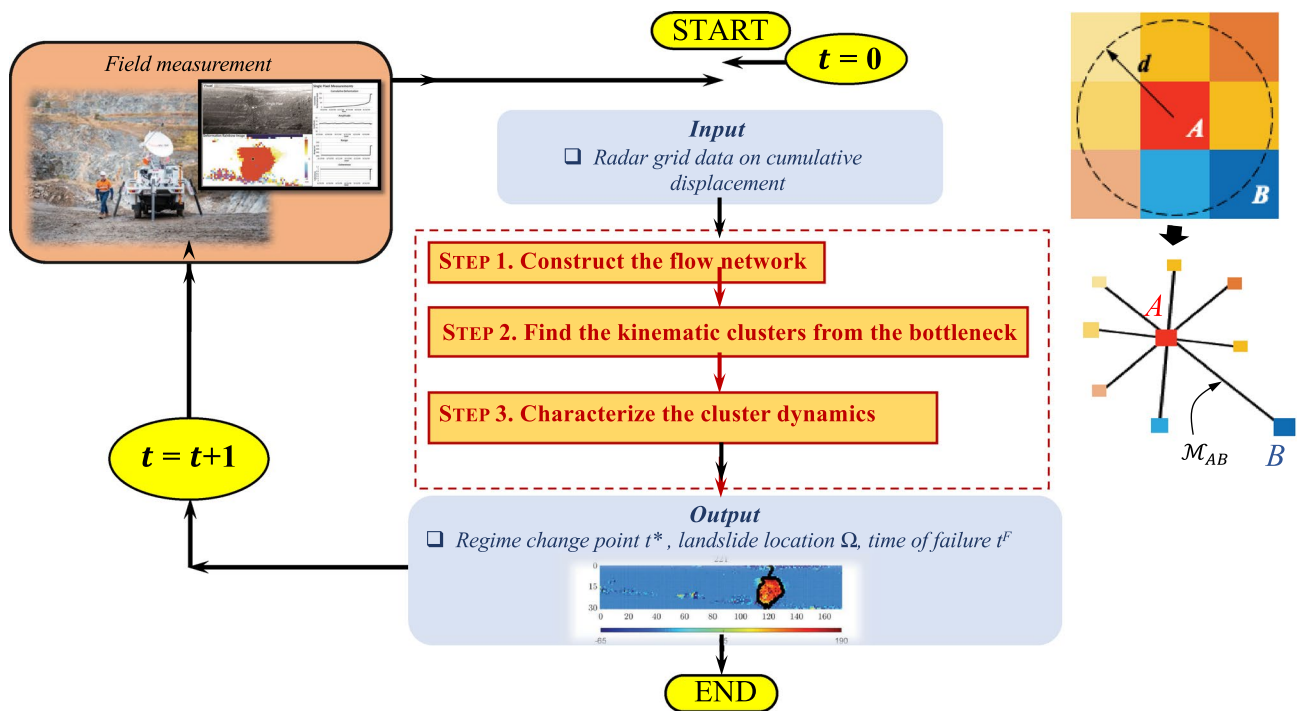 START
t = 0
Field measurement
Input
❑ Radar grid data on cumulative
displacement
STEP 1. Construct the flow network
STEP 2. Find the kinematic clusters from the bottleneck
STEP 3. Characterize the cluster dynamics
t = t+1
Output
❑ Regime change point t* , landslide location Ω, time of failure tᶠ
221
0
15
30
0 20 40 60 80 100 120 140 160
-65
190
END
d
A
B
A
ℳAB
B